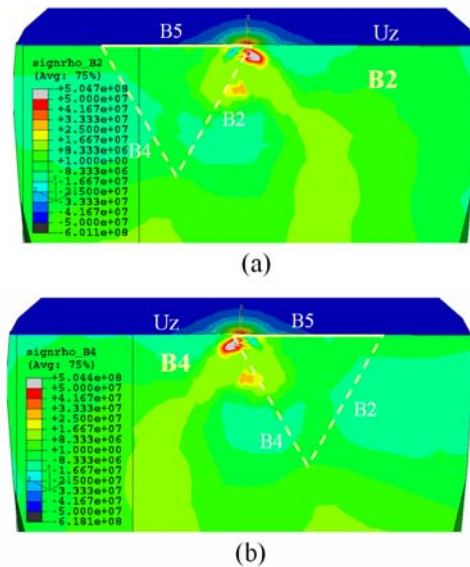 B5 Uz
signrho_B2
(Avg: 75%)
B2
+5.047e+08
+5.000e+07
+4.167e+07
+3.333e+07
+2.500e+07
+1.667e+07
+8.333e+06
+1.000e+00
-8.333e+06
-1.667e+07
-2.500e+07
-3.333e+07
-4.167e+07
-5.000e+07
-6.011e+08
B2
B4
(a)
Uz B5
signrho_B4
(Avg: 75%)
B4
+5.044e+08
+5.000e+07
+4.167e+07
+3.333e+07
+2.500e+07
+1.667e+07
+8.333e+06
+1.000e+00
-8.333e+06
-1.667e+07
-2.500e+07
-3.333e+07
-4.167e+07
-5.000e+07
-6.181e+08
B2
B4
(b)